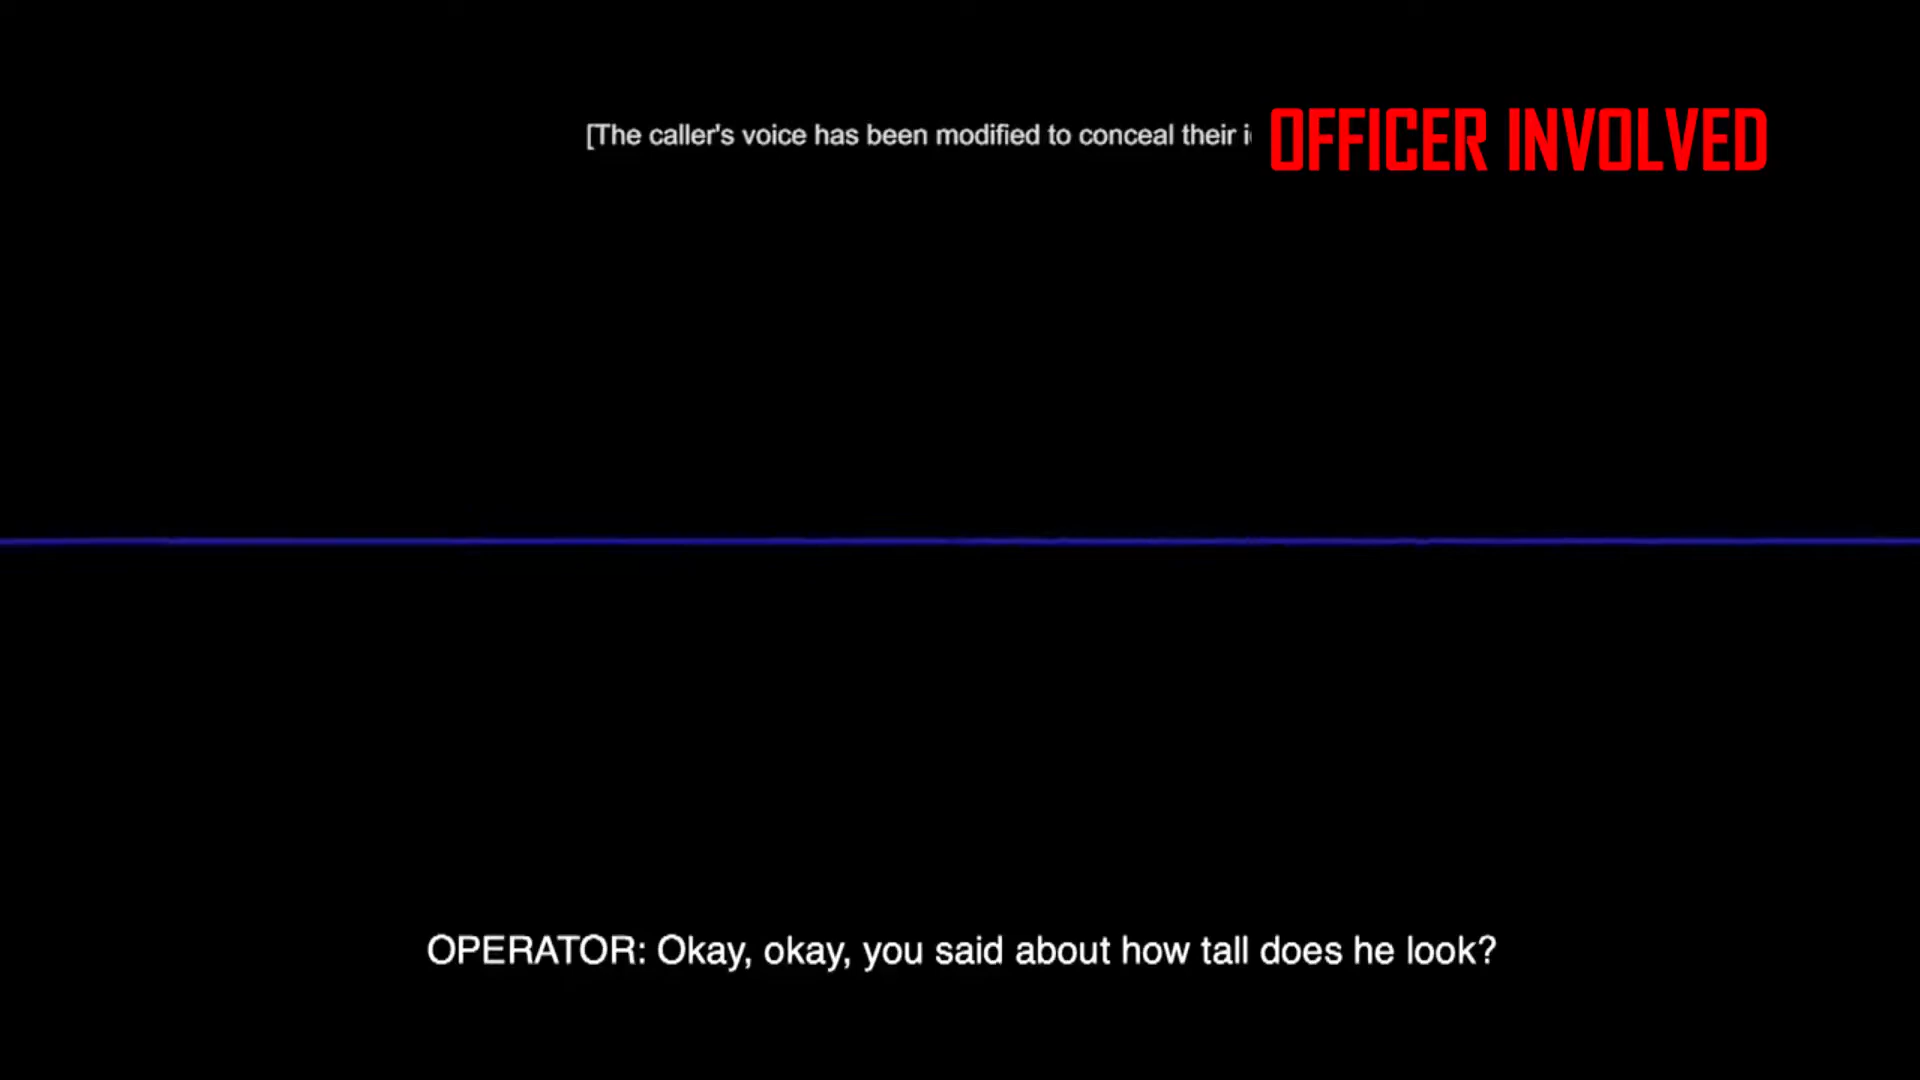 [The caller's voice has been modified to conceal their
OFFICER INVOLVED
OPERATOR: Okay, okay, you said about how tall does he look?